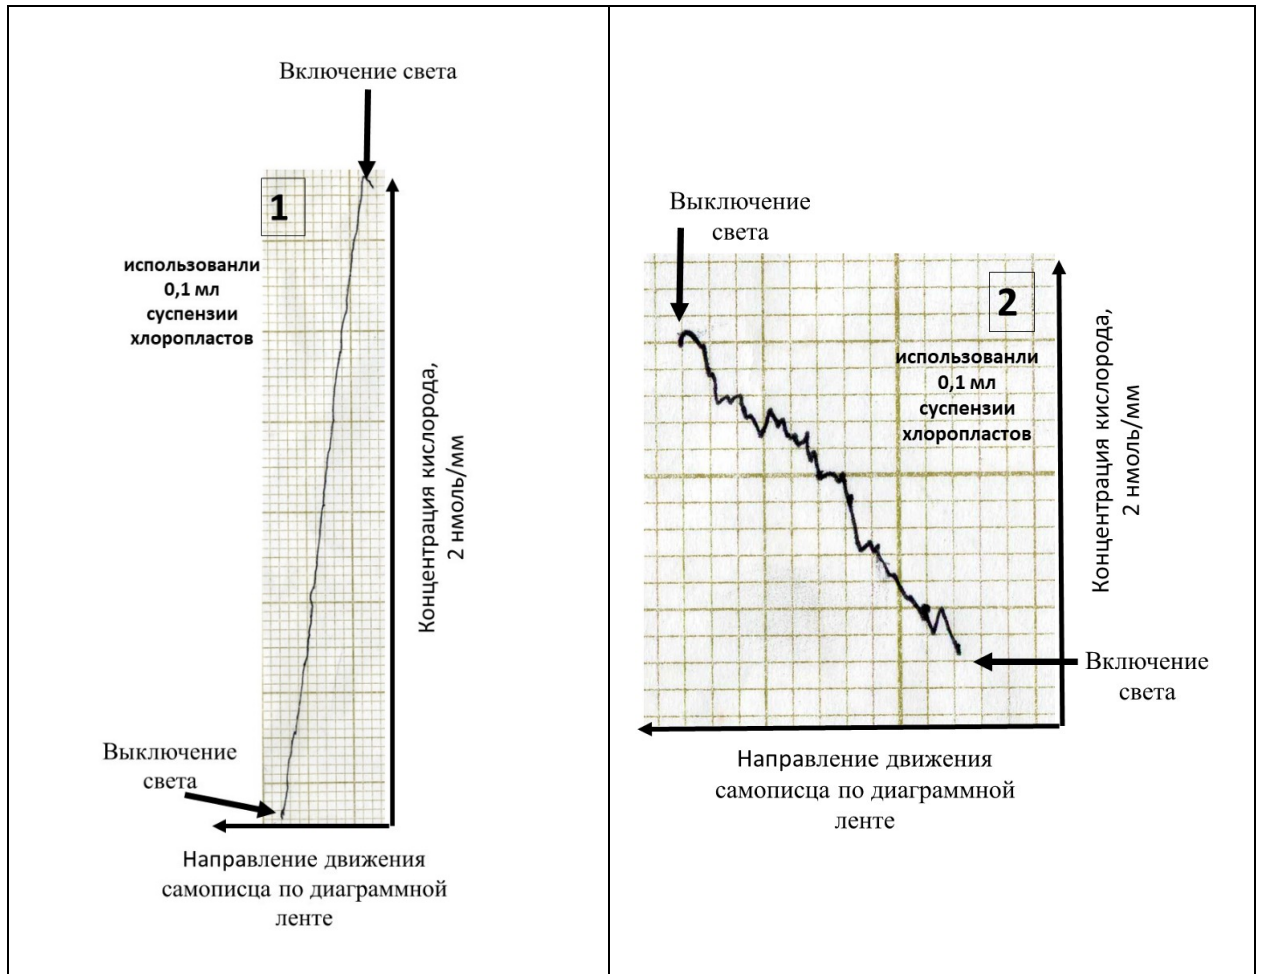 Включение света
1
использованли
0,1 мл
суспензии
хлоропластов
Концентрация кислорода,
2 нмоль/мм
Выключение
света
Направление движения
самописца по диаграммной
ленте
Выключение
света
2
использованли
0,1 мл
суспензии
хлоропластов
Концентрация кислорода,
2 нмоль/мм
Включение
света
Направление движения
самописца по диаграммной
ленте